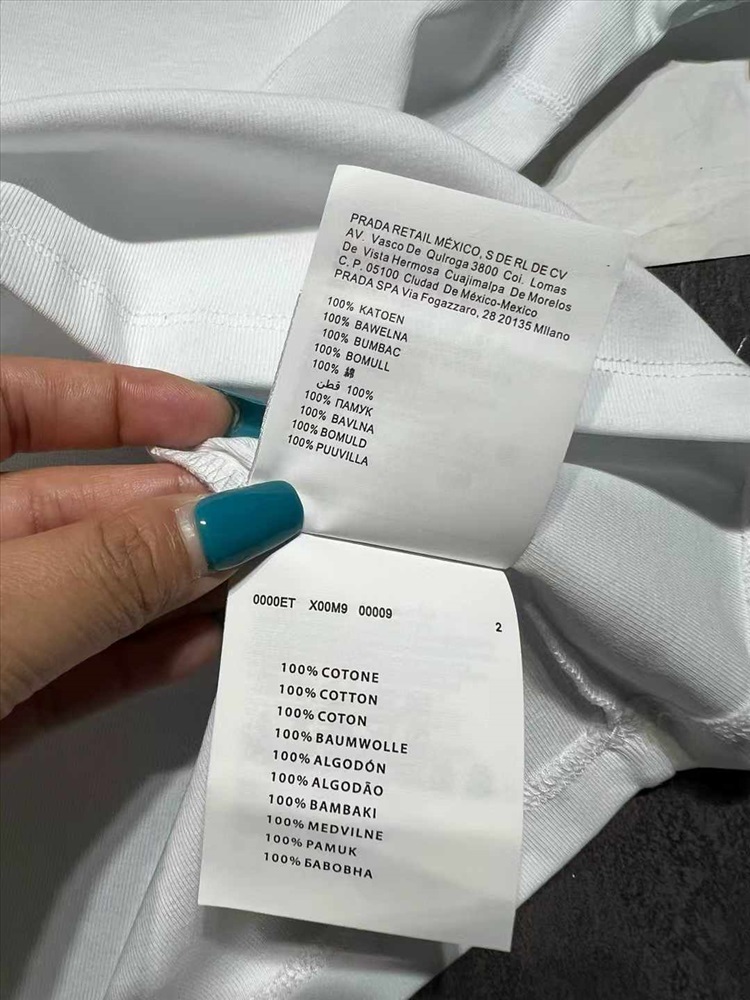 PRADA RETAIL MÉXICO, S DE RL DE CV
AV. Vasco De Quiroga 3800 Coi. Lomas
De Vista Hermosa Cuajimalpa De Morelos
C. P. 05100 Ciudad De México-Mexico
PRADA SPA Via Fogazzaro, 28 20135 Milano
100% KATOEN
100% BAWELNA
100% BUMBAC
100% BOMULL
100% 綿
100% قطن
100% ПАМУК
100% BAVLNA
100% BOMULD
100% PUUVILLA
0000ET X00M9 00009
2
100% COTONE
100% COTTON
100% COTON
100% BAUMWOLLE
100% ALGODÓN
100% ALGODÃO
100% BAMBAKI
100% MEDVILNE
100% PAMUK
100% БАВОВНА